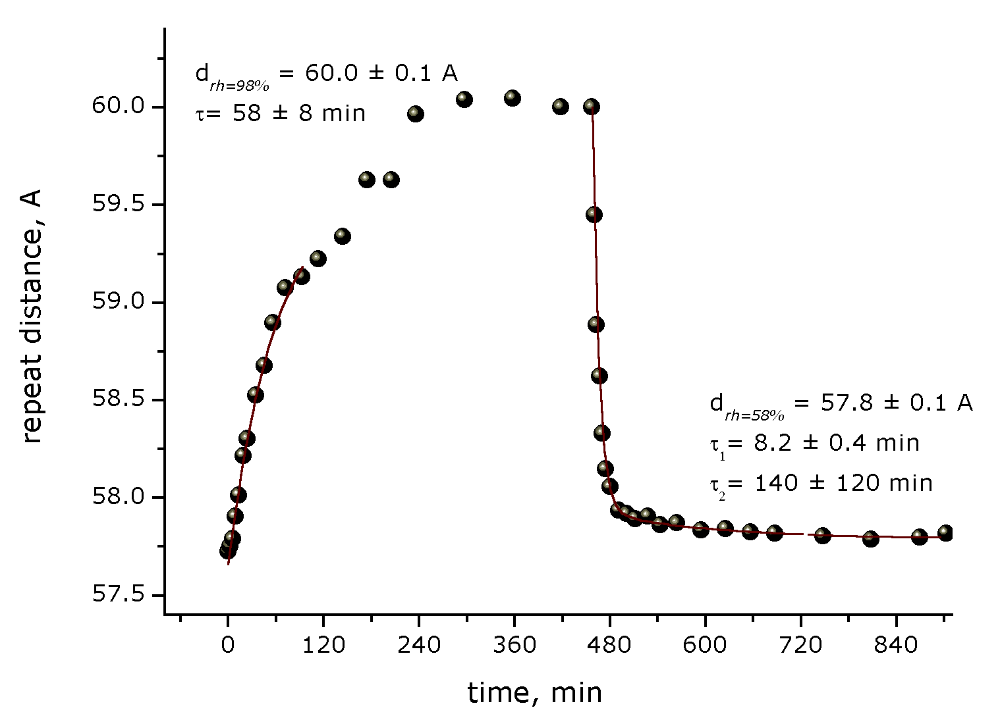 d rh=98% = 60.0 ± 0.1 A
τ= 58 ± 8 min
60.0
59.5
59.0
58.5
58.0
57.5
repeat distance, A
d rh=58% = 57.8 ± 0.1 A
τ1= 8.2 ± 0.4 min
τ2= 140 ± 120 min
0 120 240 360 480 600 720 840
time, min